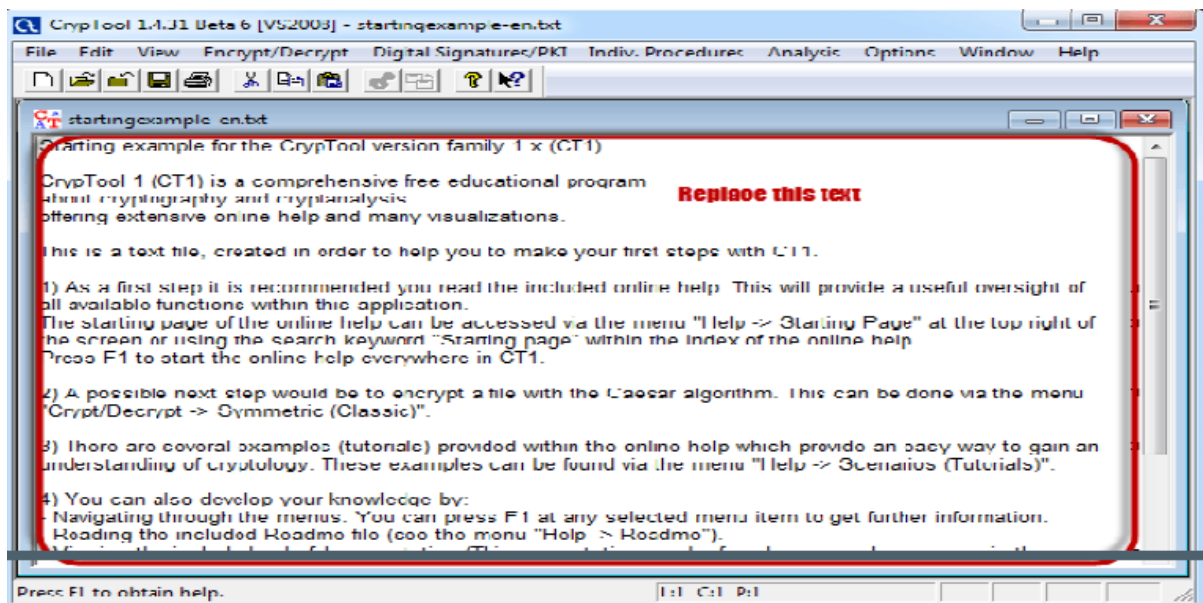 CrypTool 1.4.31 Beta 6 [VS2008] - startingexample-en.txt
File Edit View Encrypt/Decrypt Digital Signatures/PKI Indiv. Procedures Analysis Options Window Help
startingexample-en.txt
Starting example for the CrypTool version family 1.x (CT1)
CrypTool 1 (CT1) is a comprehensive free educational program
Replace this text
about cryptography and cryptanalysis
offering extensive online help and many visualizations.
This is a text file, created in order to help you to make your first steps with CT1.
1) As a first step it is recommended you read the included online help. This will provide a useful oversight of
all available functions within this application.
The starting page of the online help can be accessed via the menu "Help -> Starting Page" at the top right of
the screen or using the search keyword "Starting page" within the index of the online help.
Press F1 to start the online help everywhere in CT1.
2) A possible next step would be to encrypt a file with the Caesar algorithm. This can be done via the menu
"Crypt/Decrypt -> Symmetric (Classic)".
3) There are several examples (tutorials) provided within the online help which provide an easy way to gain an
understanding of cryptology. These examples can be found via the menu "Help -> Scenarios (Tutorials)".
4) You can also develop your knowledge by:
- Navigating through the menus. You can press F1 at any selected menu item to get further information.
- Reading the included Readme file (see the menu "Help -> Readme").
Press F1 to obtain help.
L:1 C:1 P:1